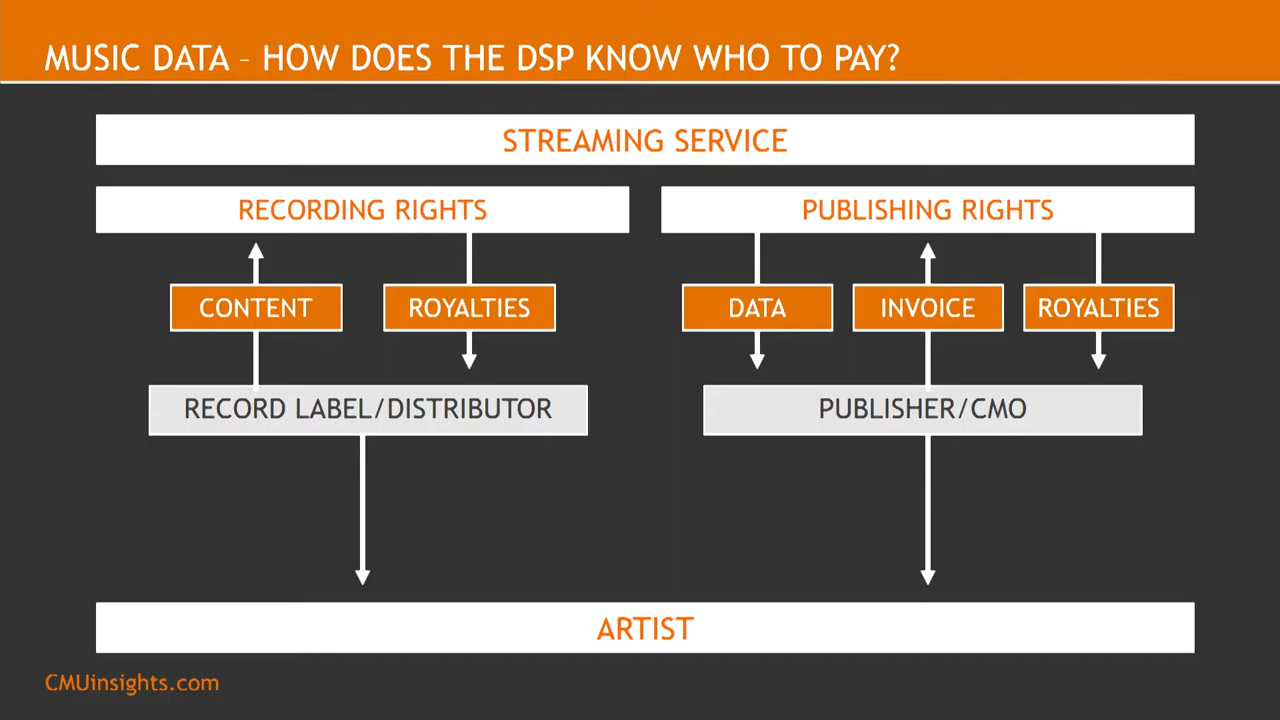 MUSIC DATA – HOW DOES THE DSP KNOW WHO TO PAY?
STREAMING SERVICE
RECORDING RIGHTS
PUBLISHING RIGHTS
CONTENT
ROYALTIES
DATA
INVOICE
ROYALTIES
RECORD LABEL/DISTRIBUTOR
PUBLISHER/CMO
ARTIST
CMUinsights.com